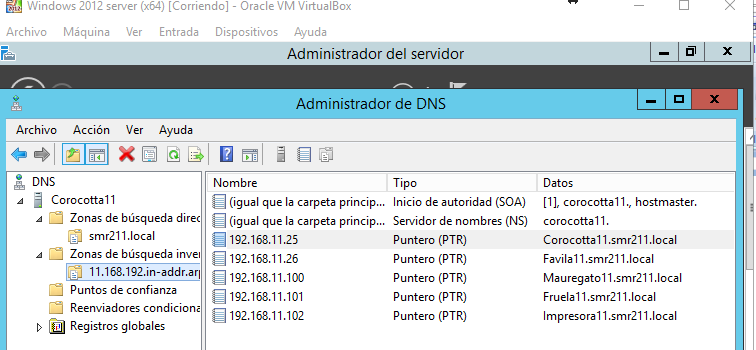 Windows 2012 server (x64) [Corriendo] - Oracle VM VirtualBox
Archivo Máquina Ver Entrada Dispositivos Ayuda
Administrador del servidor
Administrador de DNS
Archivo Acción Ver Ayuda
DNS
Corocotta11
Zonas de búsqueda direc
smr211.local
Zonas de búsqueda inver
11.168.192.in-addr.arp
Puntos de confianza
Reenviadores condiciona
Registros globales
Nombre Tipo Datos
(igual que la carpeta princip... Inicio de autoridad (SOA) [1], corocotta11., hostmaster.
(igual que la carpeta princip... Servidor de nombres (NS) corocotta11.
192.168.11.25 Puntero (PTR) Corocotta11.smr211.local
192.168.11.26 Puntero (PTR) Favila11.smr211.local
192.168.11.100 Puntero (PTR) Mauregato11.smr211.local
192.168.11.101 Puntero (PTR) Fruela11.smr211.local
192.168.11.102 Puntero (PTR) Impresora11.smr211.local